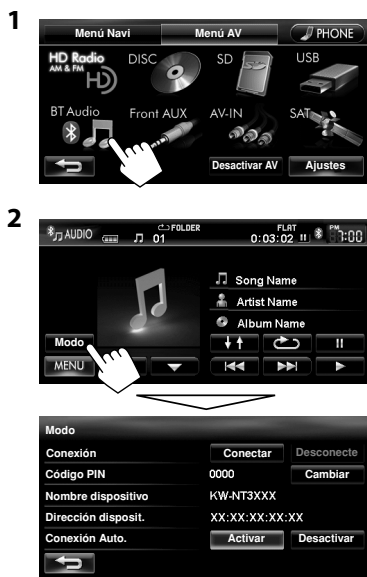 1
Menú Navi Menú AV PHONE
HD Radio DISC SD USB
AM & FM
HD
BT Audio Front AUX AV-IN SAT
Desactivar AV Ajustes
2
AUDIO 01 FOLDER FLAT 0:03:02 PM 7:00
Song Name
Artist Name
Album Name
Modo
MENU
Modo
Conexión Conectar Desconecte
Código PIN 0000 Cambiar
Nombre dispositivo KW-NT3XXX
Dirección disposit. XX:XX:XX:XX:XX
Conexión Auto. Activar Desactivar